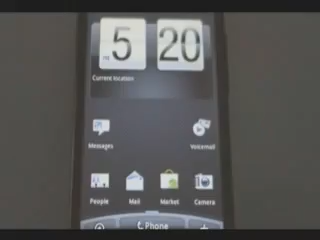 5 20
Current location
Messages Voicemail
People Mail Market Camera
Phone